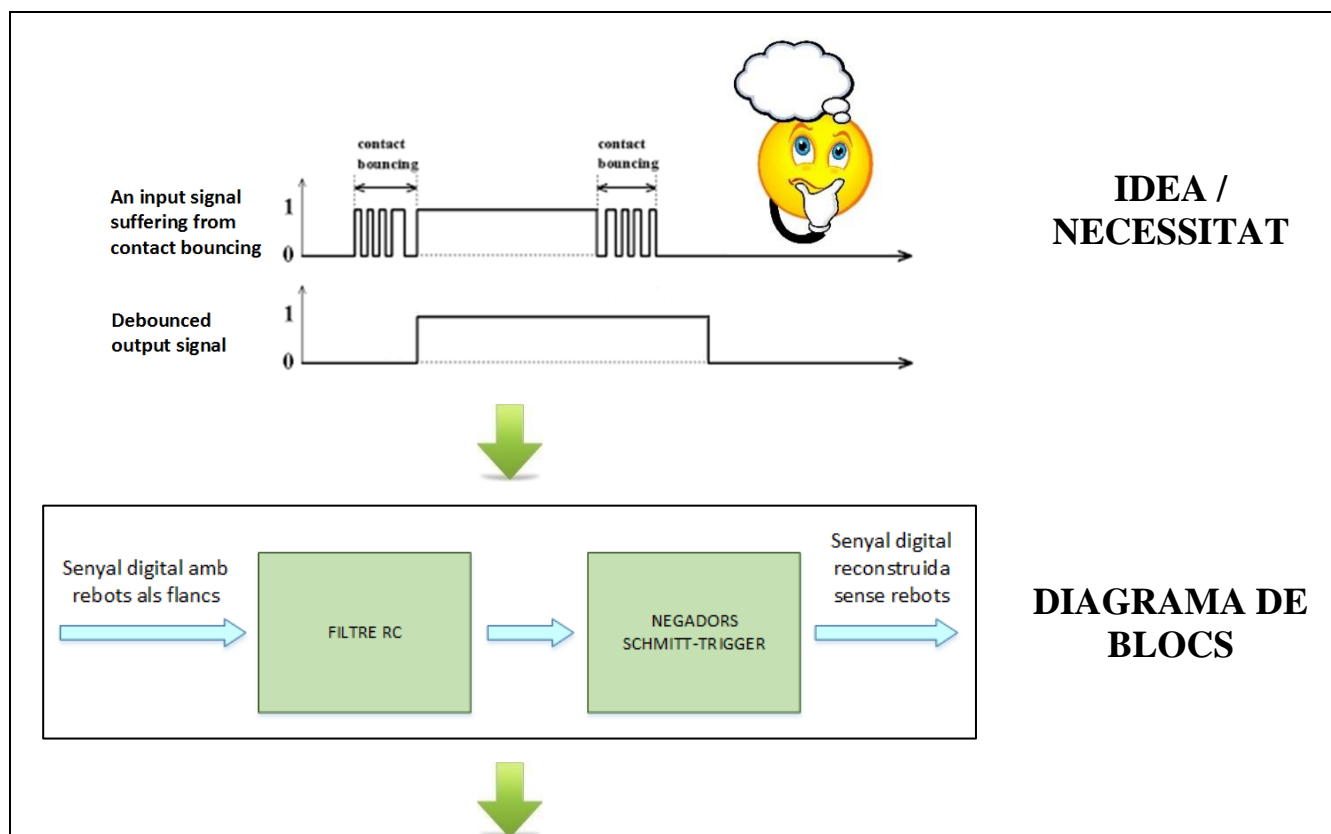 contact
bouncing
contact
bouncing
An input signal
suffering from
contact bouncing
1
0
IDEA /
NECESSITAT
Debounced
output signal
1
0
Senyal digital amb
rebots als flancs
FILTRE RC
NEGADORS
SCHMITT-TRIGGER
Senyal digital
reconstruida
sense rebots
DIAGRAMA DE
BLOCS